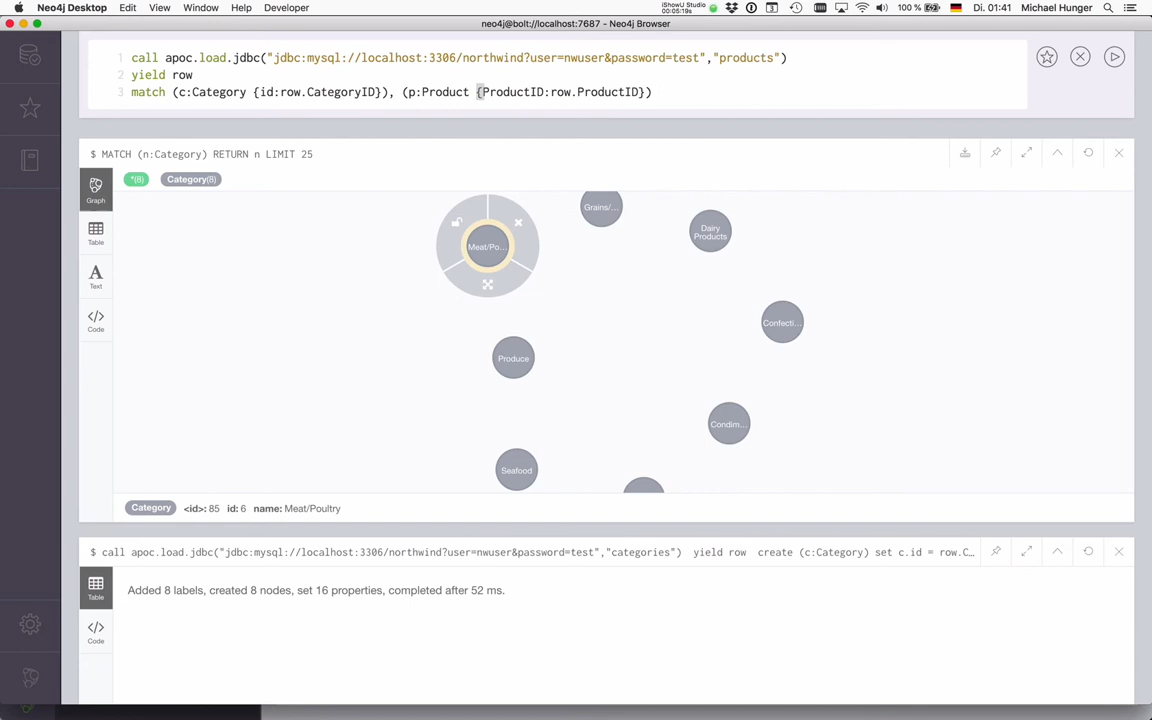 Neo4j Desktop Edit View Window Help Developer iShowU Studio 00:05:19s 100 % Di. 01:41 Michael Hunger
neo4j@bolt://localhost:7687 - Neo4j Browser
1 call apoc.load.jdbc("jdbc:mysql://localhost:3306/northwind?user=nwuser&password=test","products")
2 yield row
3 match (c:Category {id:row.CategoryID}), (p:Product {ProductID:row.ProductID})
$ MATCH (n:Category) RETURN n LIMIT 25
*(8) Category(8)
Graph
Table
Text
Code
Grains/...
Dairy
Products
Meat/Po...
Confecti...
Produce
Condim...
Seafood
Category <id>: 85 id: 6 name: Meat/Poultry
$ call apoc.load.jdbc("jdbc:mysql://localhost:3306/northwind?user=nwuser&password=test","categories") yield row create (c:Category) set c.id = row.C...
Table
Code
Added 8 labels, created 8 nodes, set 16 properties, completed after 52 ms.